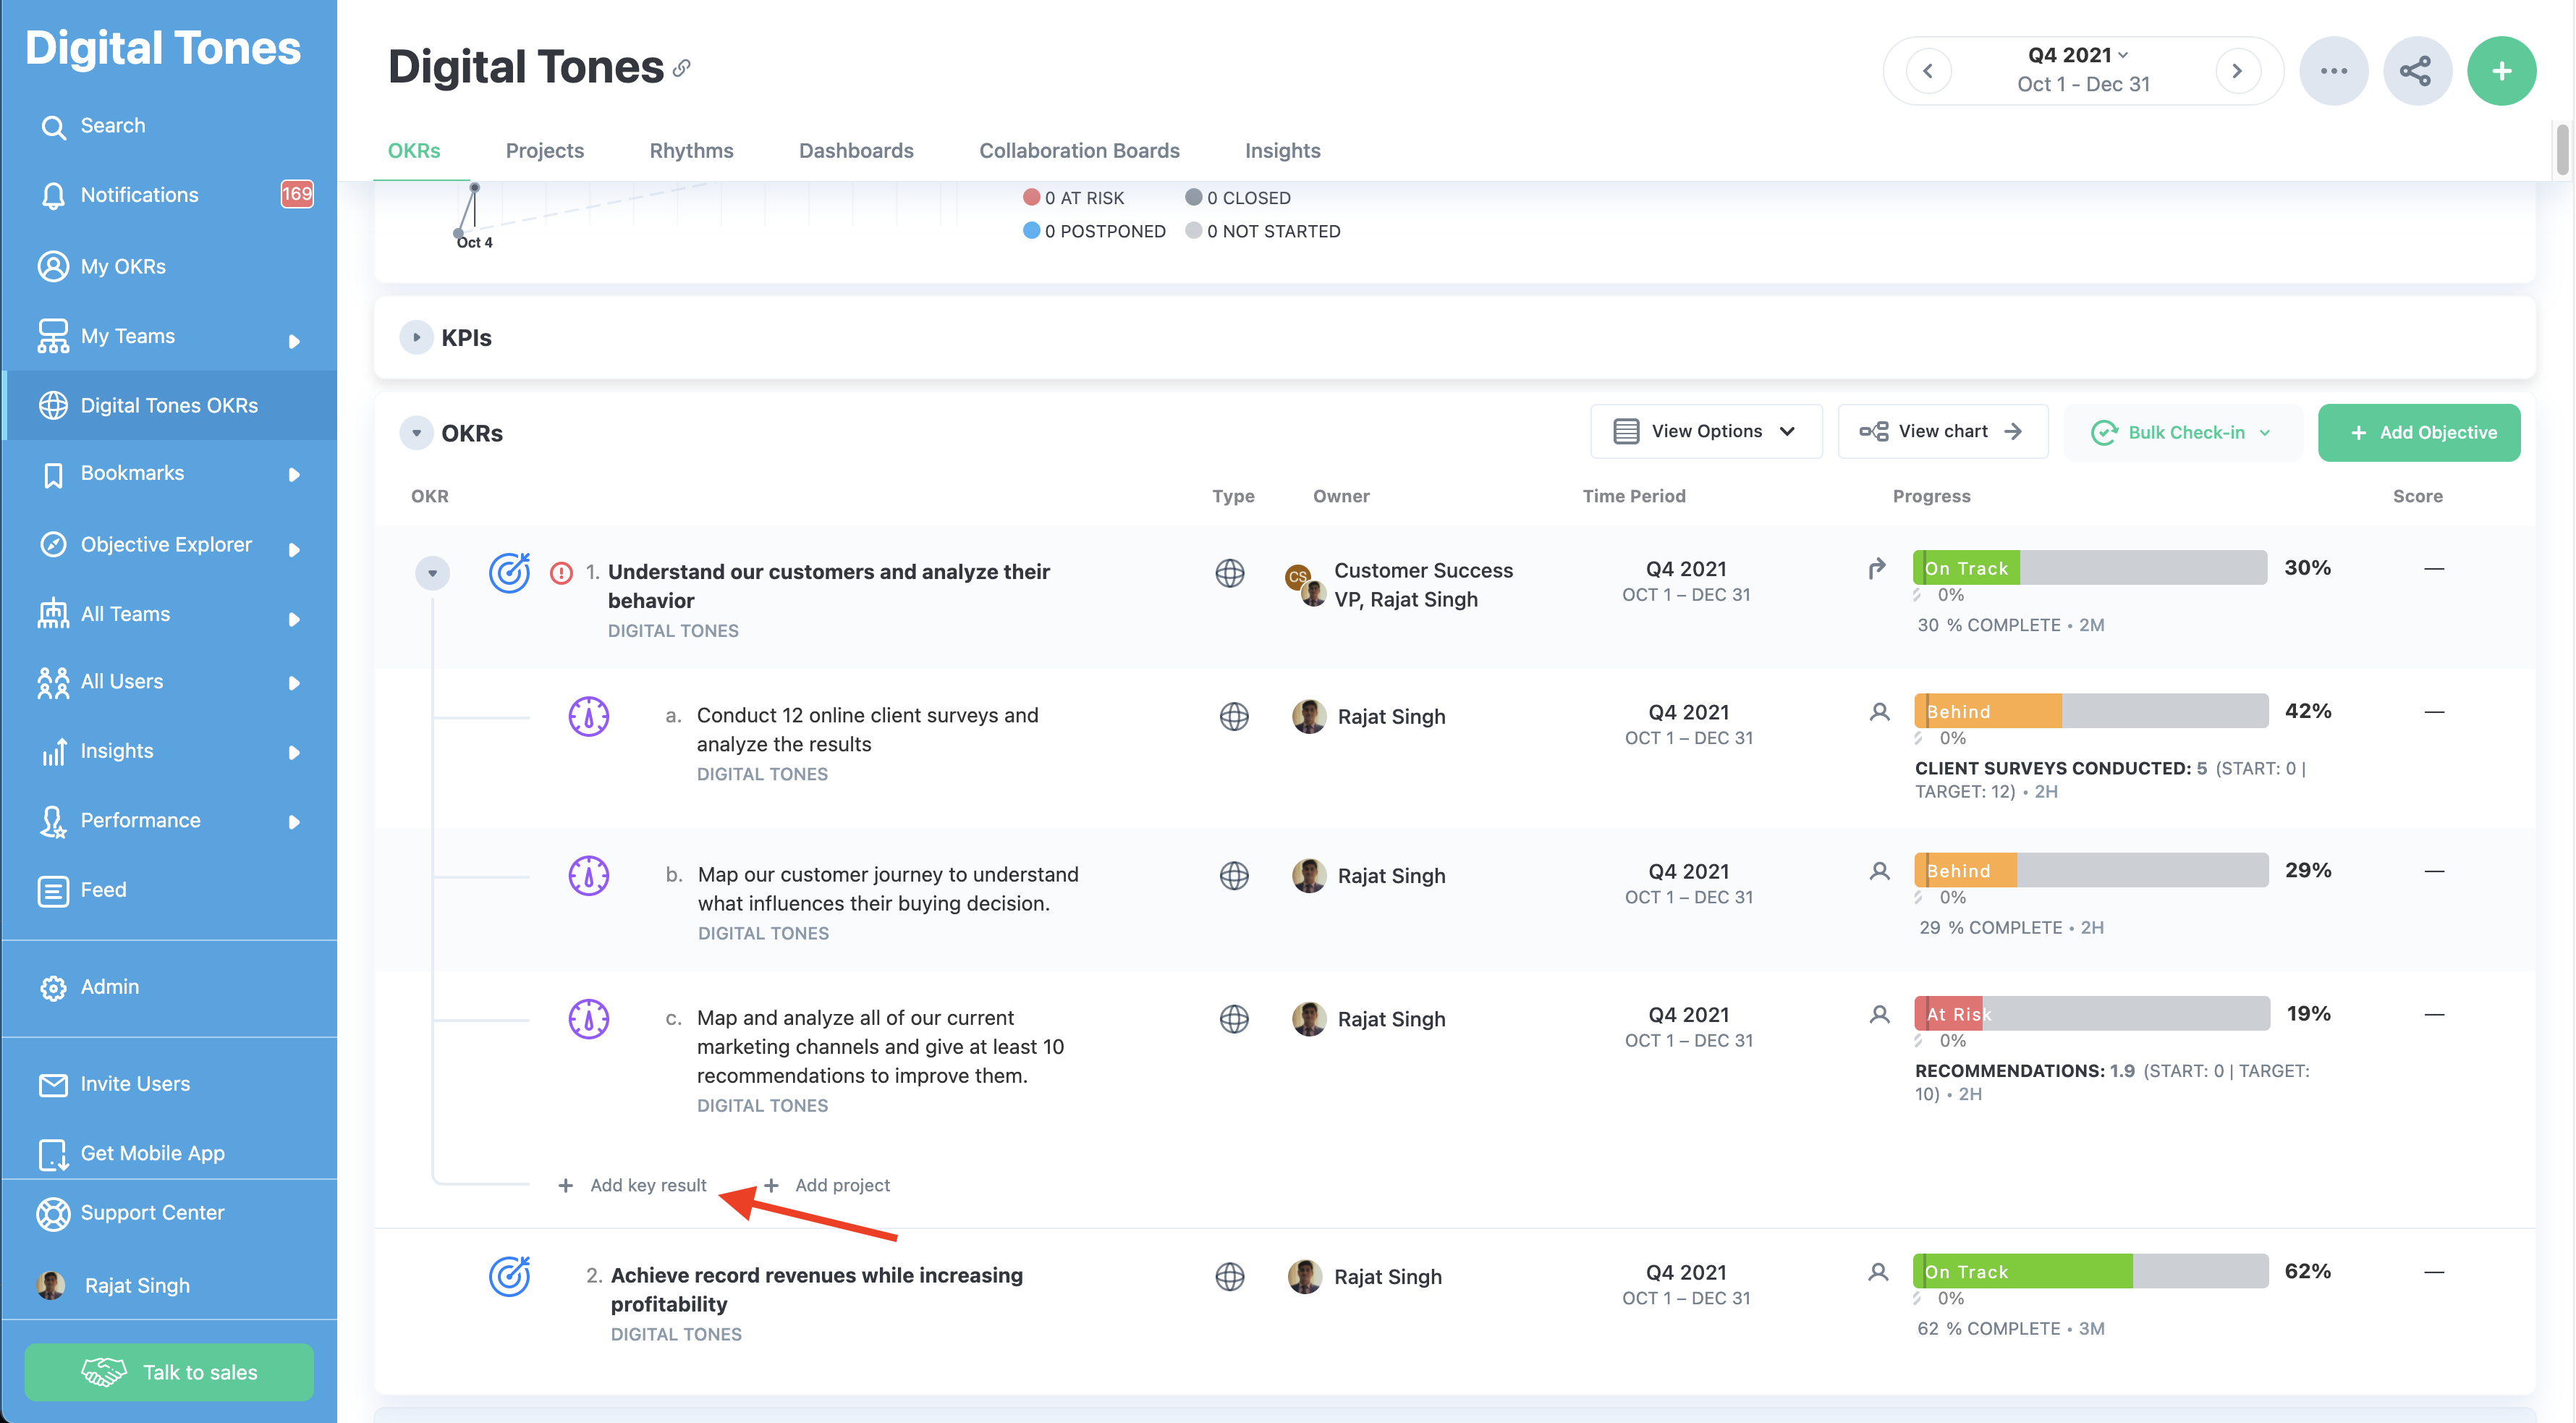 Digital Tones
Search
Notifications
169
My OKRs
My Teams
Digital Tones OKRs
Bookmarks
Objective Explorer
All Teams
All Users
Insights
Performance
Feed
Admin
Invite Users
Get Mobile App
Support Center
Rajat Singh
Talk to sales
Digital Tones
Q4 2021
Oct 1 - Dec 31
OKRs
Projects
Rhythms
Dashboards
Collaboration Boards
Insights
Oct 4
0 AT RISK
0 CLOSED
0 POSTPONED
0 NOT STARTED
KPIs
OKRs
View Options
View chart
Bulk Check-in
+ Add Objective
OKR
Type
Owner
Time Period
Progress
Score
1. Understand our customers and analyze their
behavior
DIGITAL TONES
CS
Customer Success
VP, Rajat Singh
Q4 2021
OCT 1 – DEC 31
On Track
30%
—
0%
30 % COMPLETE • 2M
a. Conduct 12 online client surveys and
analyze the results
DIGITAL TONES
Rajat Singh
Q4 2021
OCT 1 – DEC 31
Behind
42%
—
0%
CLIENT SURVEYS CONDUCTED: 5 (START: 0 |
TARGET: 12) • 2H
b. Map our customer journey to understand
what influences their buying decision.
DIGITAL TONES
Rajat Singh
Q4 2021
OCT 1 – DEC 31
Behind
29%
—
0%
29 % COMPLETE • 2H
c. Map and analyze all of our current
marketing channels and give at least 10
recommendations to improve them.
DIGITAL TONES
Rajat Singh
Q4 2021
OCT 1 – DEC 31
At Risk
19%
—
0%
RECOMMENDATIONS: 1.9 (START: 0 | TARGET:
10) • 2H
+ Add key result
+ Add project
2. Achieve record revenues while increasing
profitability
DIGITAL TONES
Rajat Singh
Q4 2021
OCT 1 – DEC 31
On Track
62%
—
0%
62 % COMPLETE • 3M